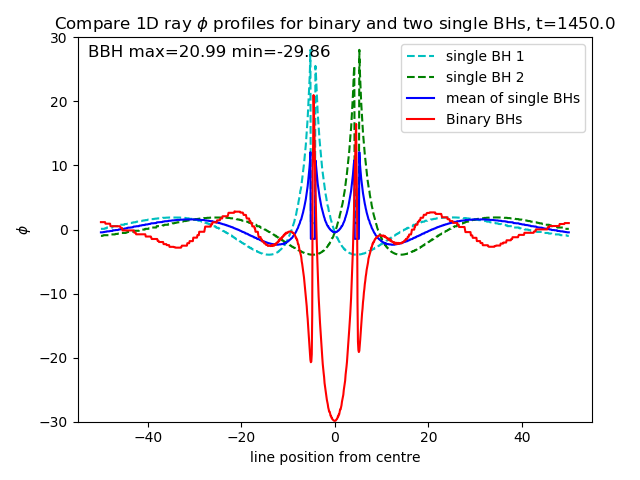 Compare 1D ray ϕ profiles for binary and two single BHs, t=1450.0
BBH max=20.99 min=-29.86
single BH 1
single BH 2
mean of single BHs
Binary BHs
30
20
10
0
−10
−20
−30
ϕ
−40
−20
0
20
40
line position from centre